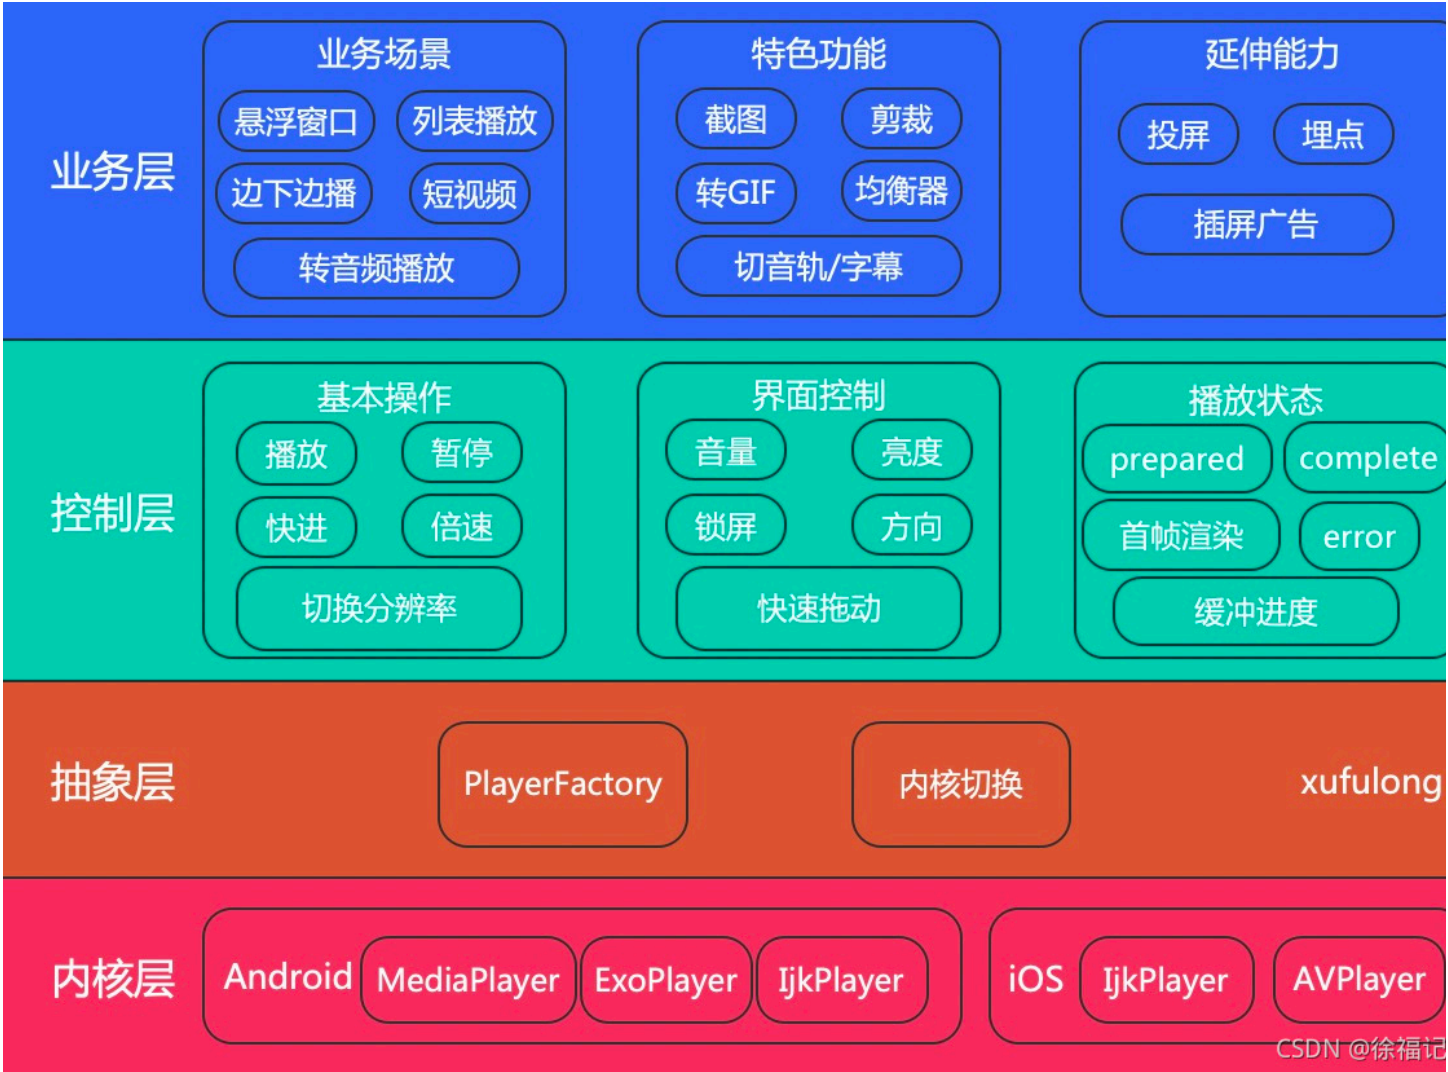 业务层
业务场景
悬浮窗口
列表播放
边下边播
短视频
转音频播放
特色功能
截图
剪裁
转GIF
均衡器
切音轨/字幕
延伸能力
投屏
埋点
插屏广告
控制层
基本操作
播放
暂停
快进
倍速
切换分辨率
界面控制
音量
亮度
锁屏
方向
快速拖动
播放状态
prepared
complete
首帧渲染
error
缓冲进度
抽象层
PlayerFactory
内核切换
xufulong
内核层
Android
MediaPlayer
ExoPlayer
IjkPlayer
iOS
IjkPlayer
AVPlayer
CSDN @徐福记